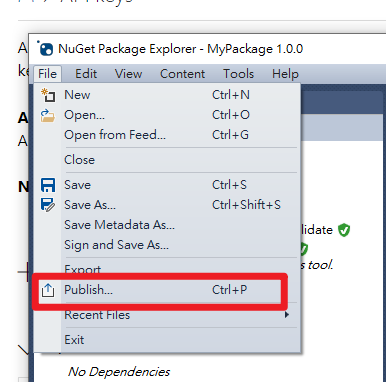 NuGet Package Explorer - MyPackage 1.0.0
File Edit View Content Tools Help
New Ctrl+N
Open... Ctrl+O
Open from Feed... Ctrl+G
Close
Save Ctrl+S
Save As... Ctrl+Shift+S
Save Metadata As...
Sign and Save As...
Export
Publish... Ctrl+P
Recent Files
Exit
No Dependencies